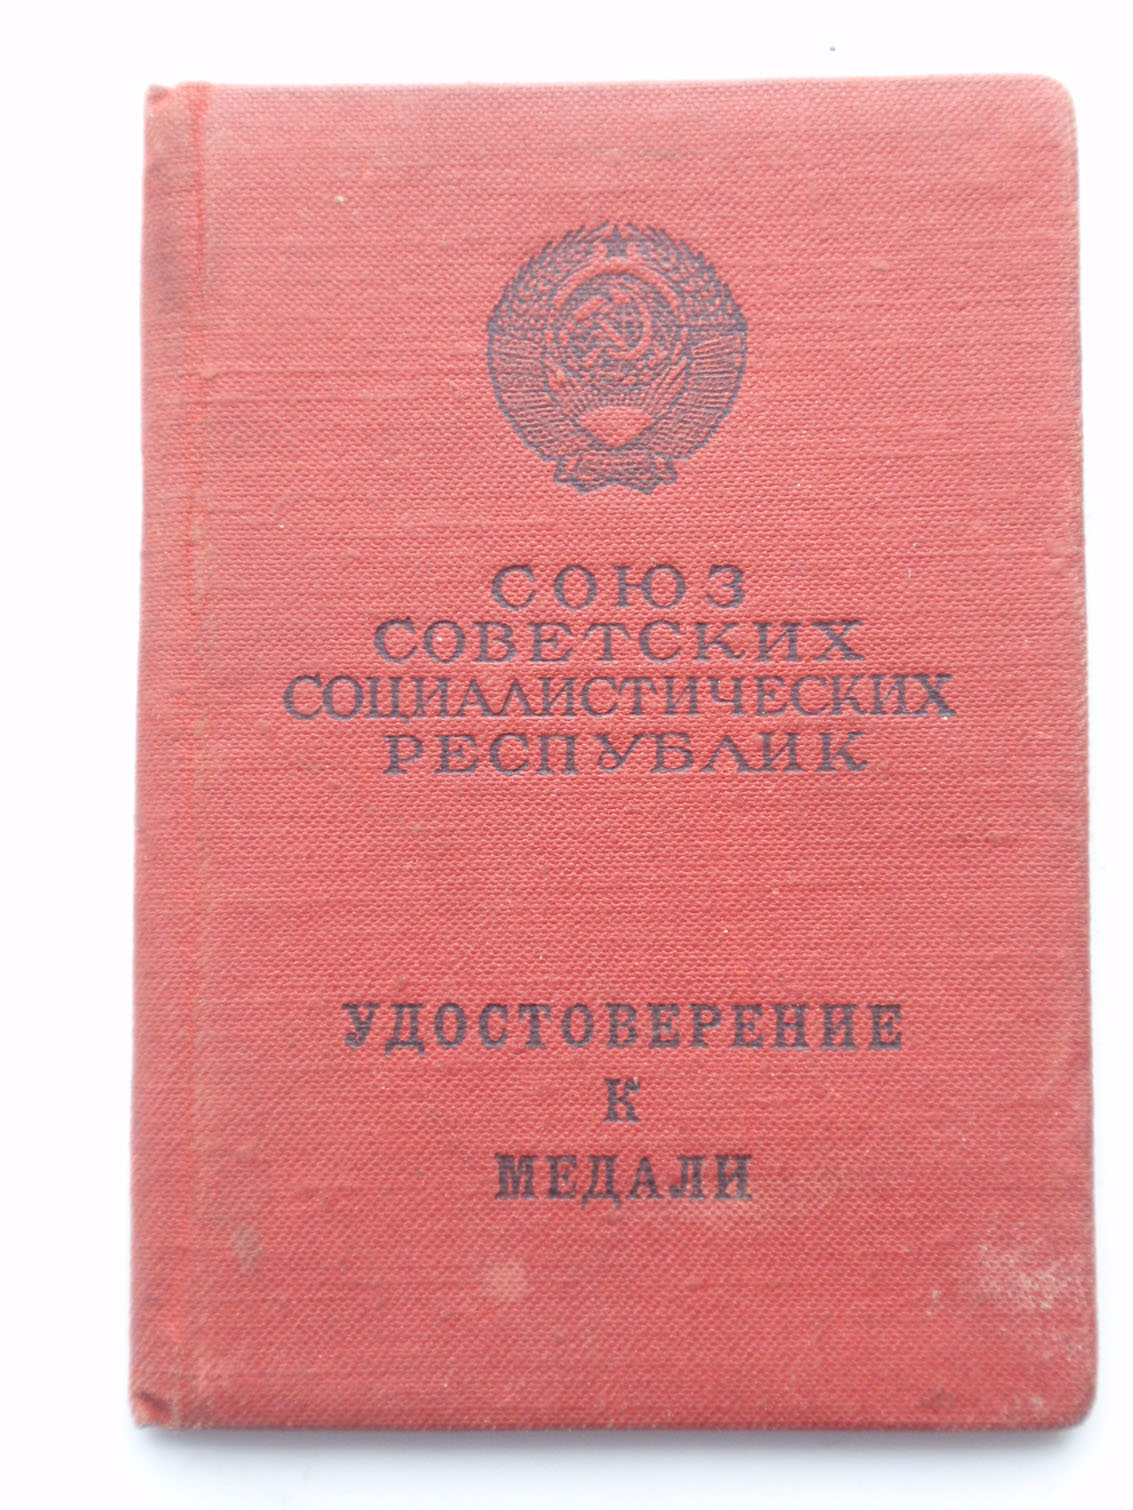 СОЮЗ
СОВЕТСКИХ
СОЦИАЛИСТИЧЕСКИХ
РЕСПУБЛИК
УДОСТОВЕРЕНИЕ
К
МЕДАЛИ